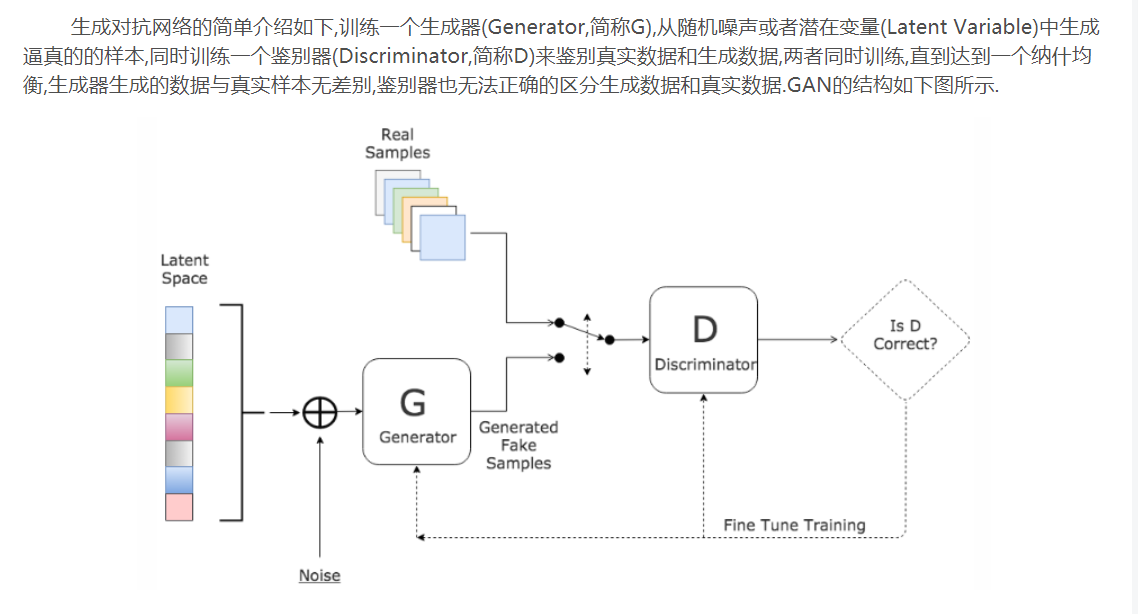 生成对抗网络的简单介绍如下,训练一个生成器(Generator,简称G),从随机噪声或者潜在变量(Latent Variable)中生成
逼真的的样本,同时训练一个鉴别器(Discriminator,简称D)来鉴别真实数据和生成数据,两者同时训练,直到达到一个纳什均
衡,生成器生成的数据与真实样本无差别,鉴别器也无法正确的区分生成数据和真实数据.GAN的结构如下图所示.
Real
Samples
Latent
Space
D
Discriminator
Is D
Correct?
G
Generator
Generated
Fake
Samples
Fine Tune Training
Noise